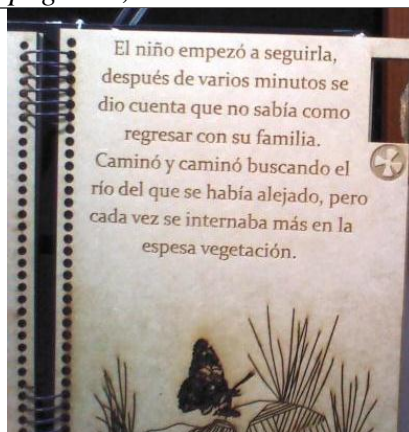 El niño empezó a seguirla,
después de varios minutos se
dio cuenta que no sabía como
regresar con su familia.
Caminó y caminó buscando el
río del que se había alejado, pero
cada vez se internaba más en la
espesa vegetación.